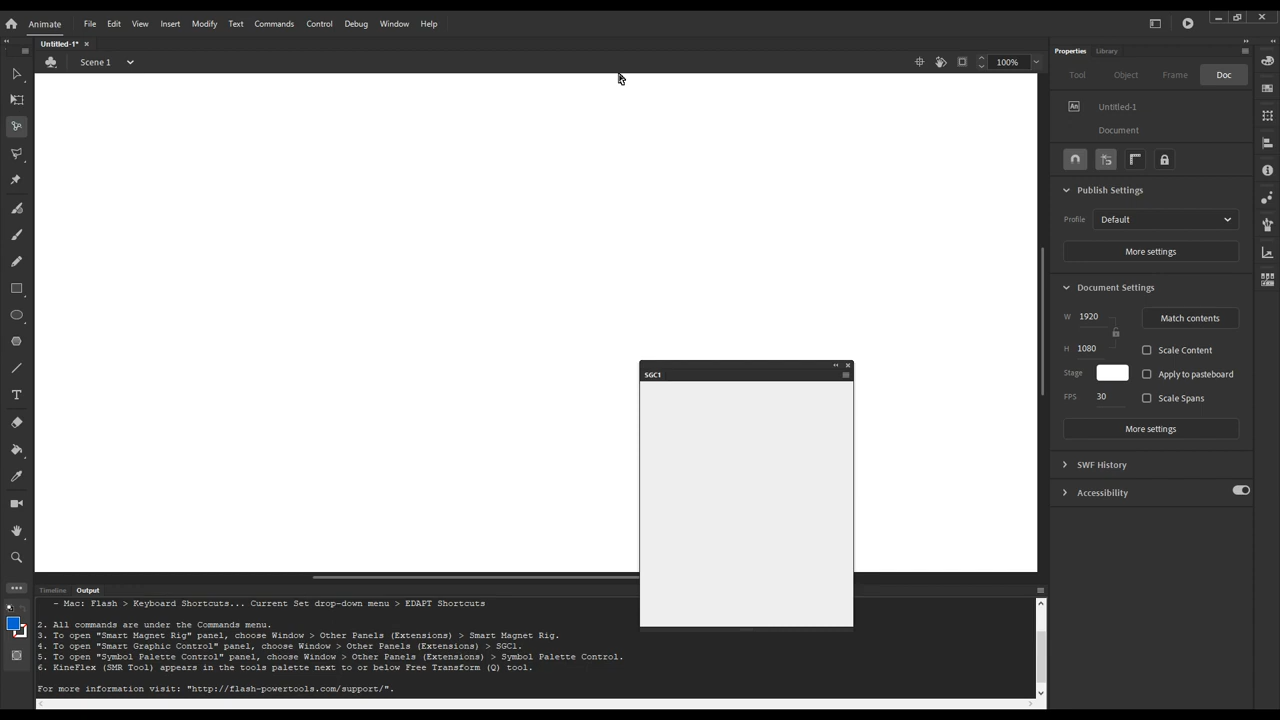 Animate File Edit View Insert Modify Text Commands Control Debug Window Help
Untitled-1*
Scene 1
100%
Properties Library
Tool Object Frame Doc
An Untitled-1
Document
Publish Settings
Profile Default
More settings
Document Settings
W 1920 Match contents
H 1080 Scale Content
Stage Apply to pasteboard
FPS 30 Scale Spans
More settings
SWF History
Accessibility
SGC1
Timeline Output
- Mac: Flash > Keyboard Shortcuts... Current Set drop-down menu > EDAPT Shortcuts
2. All commands are under the Commands menu.
3. To open "Smart Magnet Rig" panel, choose Window > Other Panels (Extensions) > Smart Magnet Rig.
4. To open "Smart Graphic Control" panel, choose Window > Other Panels (Extensions) > SGC1.
5. To open "Symbol Palette Control" panel, choose Window > Other Panels (Extensions) > Symbol Palette Control.
6. KineFlex (SMR Tool) appears in the tools palette next to or below Free Transform (Q) tool.
For more information visit: "http://flash-powertools.com/support/".